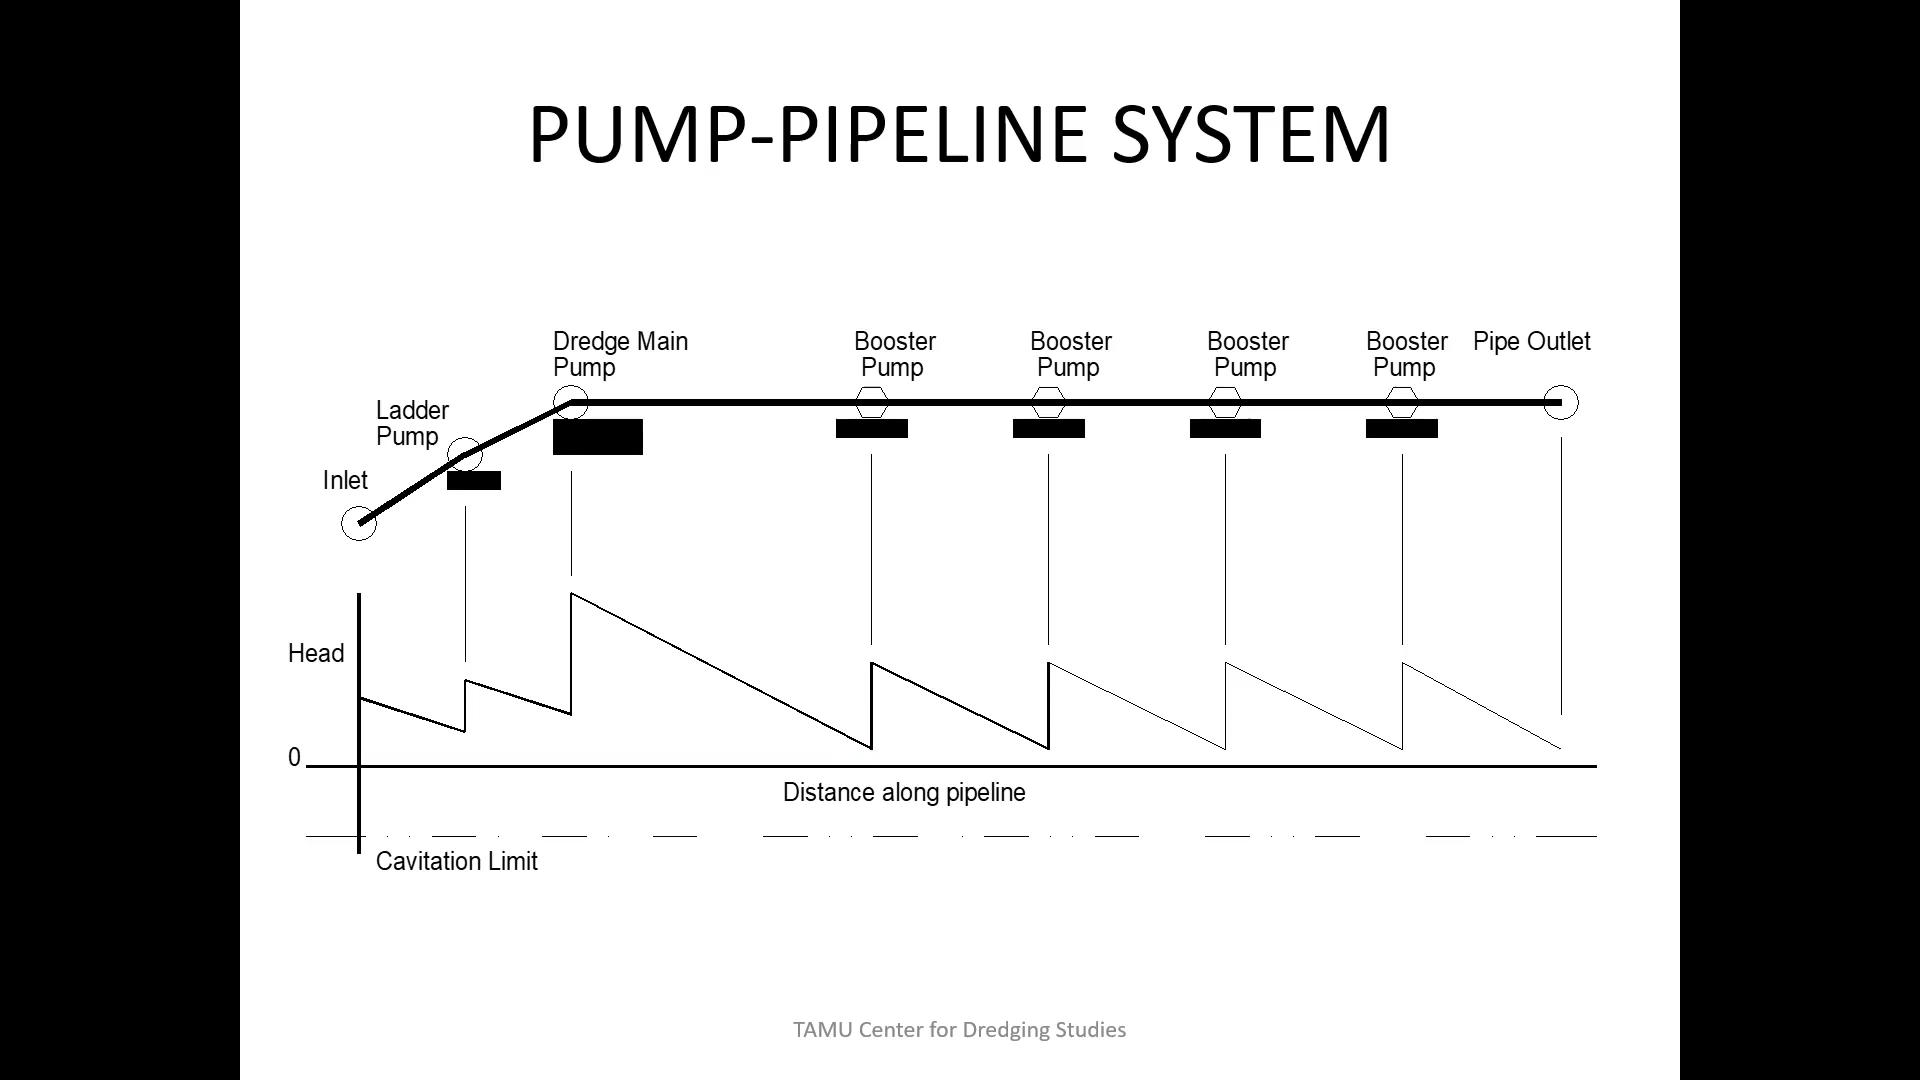 PUMP-PIPELINE SYSTEM
Dredge Main
Pump
Booster
Pump
Booster
Pump
Booster
Pump
Booster
Pump
Pipe Outlet
Ladder
Pump
Inlet
Head
0
Distance along pipeline
Cavitation Limit
TAMU Center for Dredging Studies